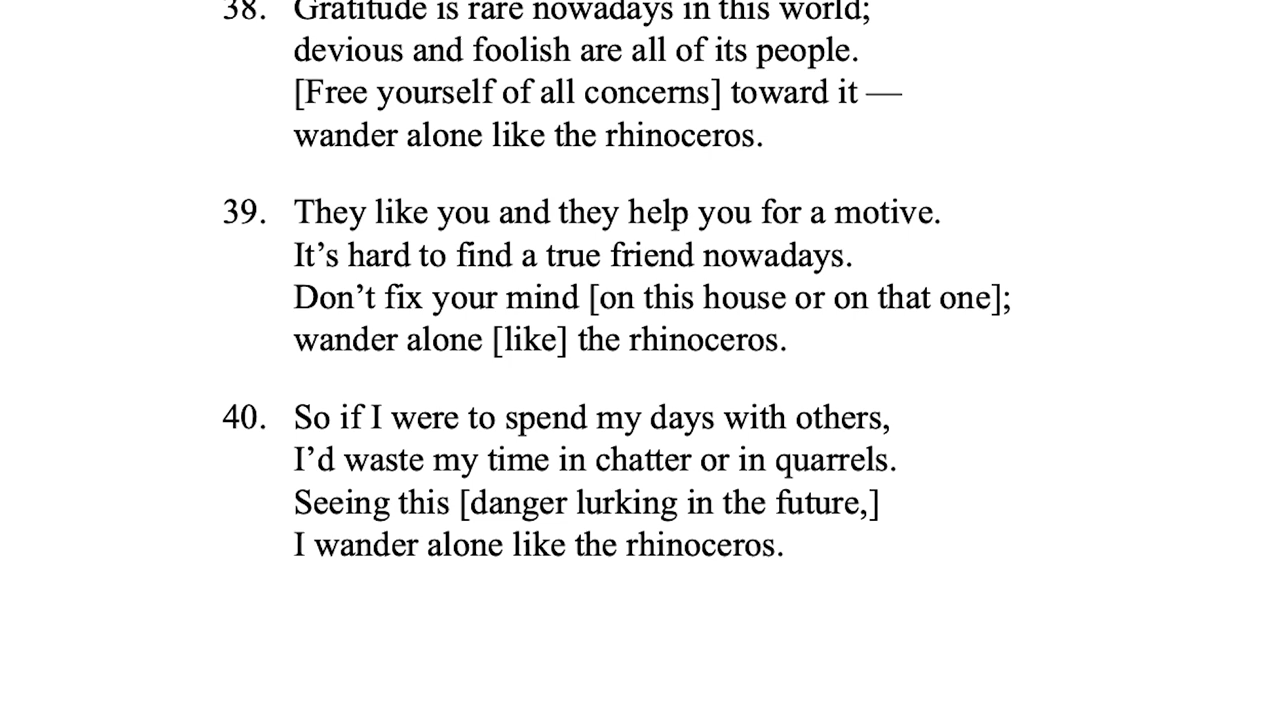 38. Gratitude is rare nowadays in this world;
devious and foolish are all of its people.
[Free yourself of all concerns] toward it —
wander alone like the rhinoceros.
39. They like you and they help you for a motive.
It’s hard to find a true friend nowadays.
Don’t fix your mind [on this house or on that one];
wander alone [like] the rhinoceros.
40. So if I were to spend my days with others,
I’d waste my time in chatter or in quarrels.
Seeing this [danger lurking in the future,]
I wander alone like the rhinoceros.